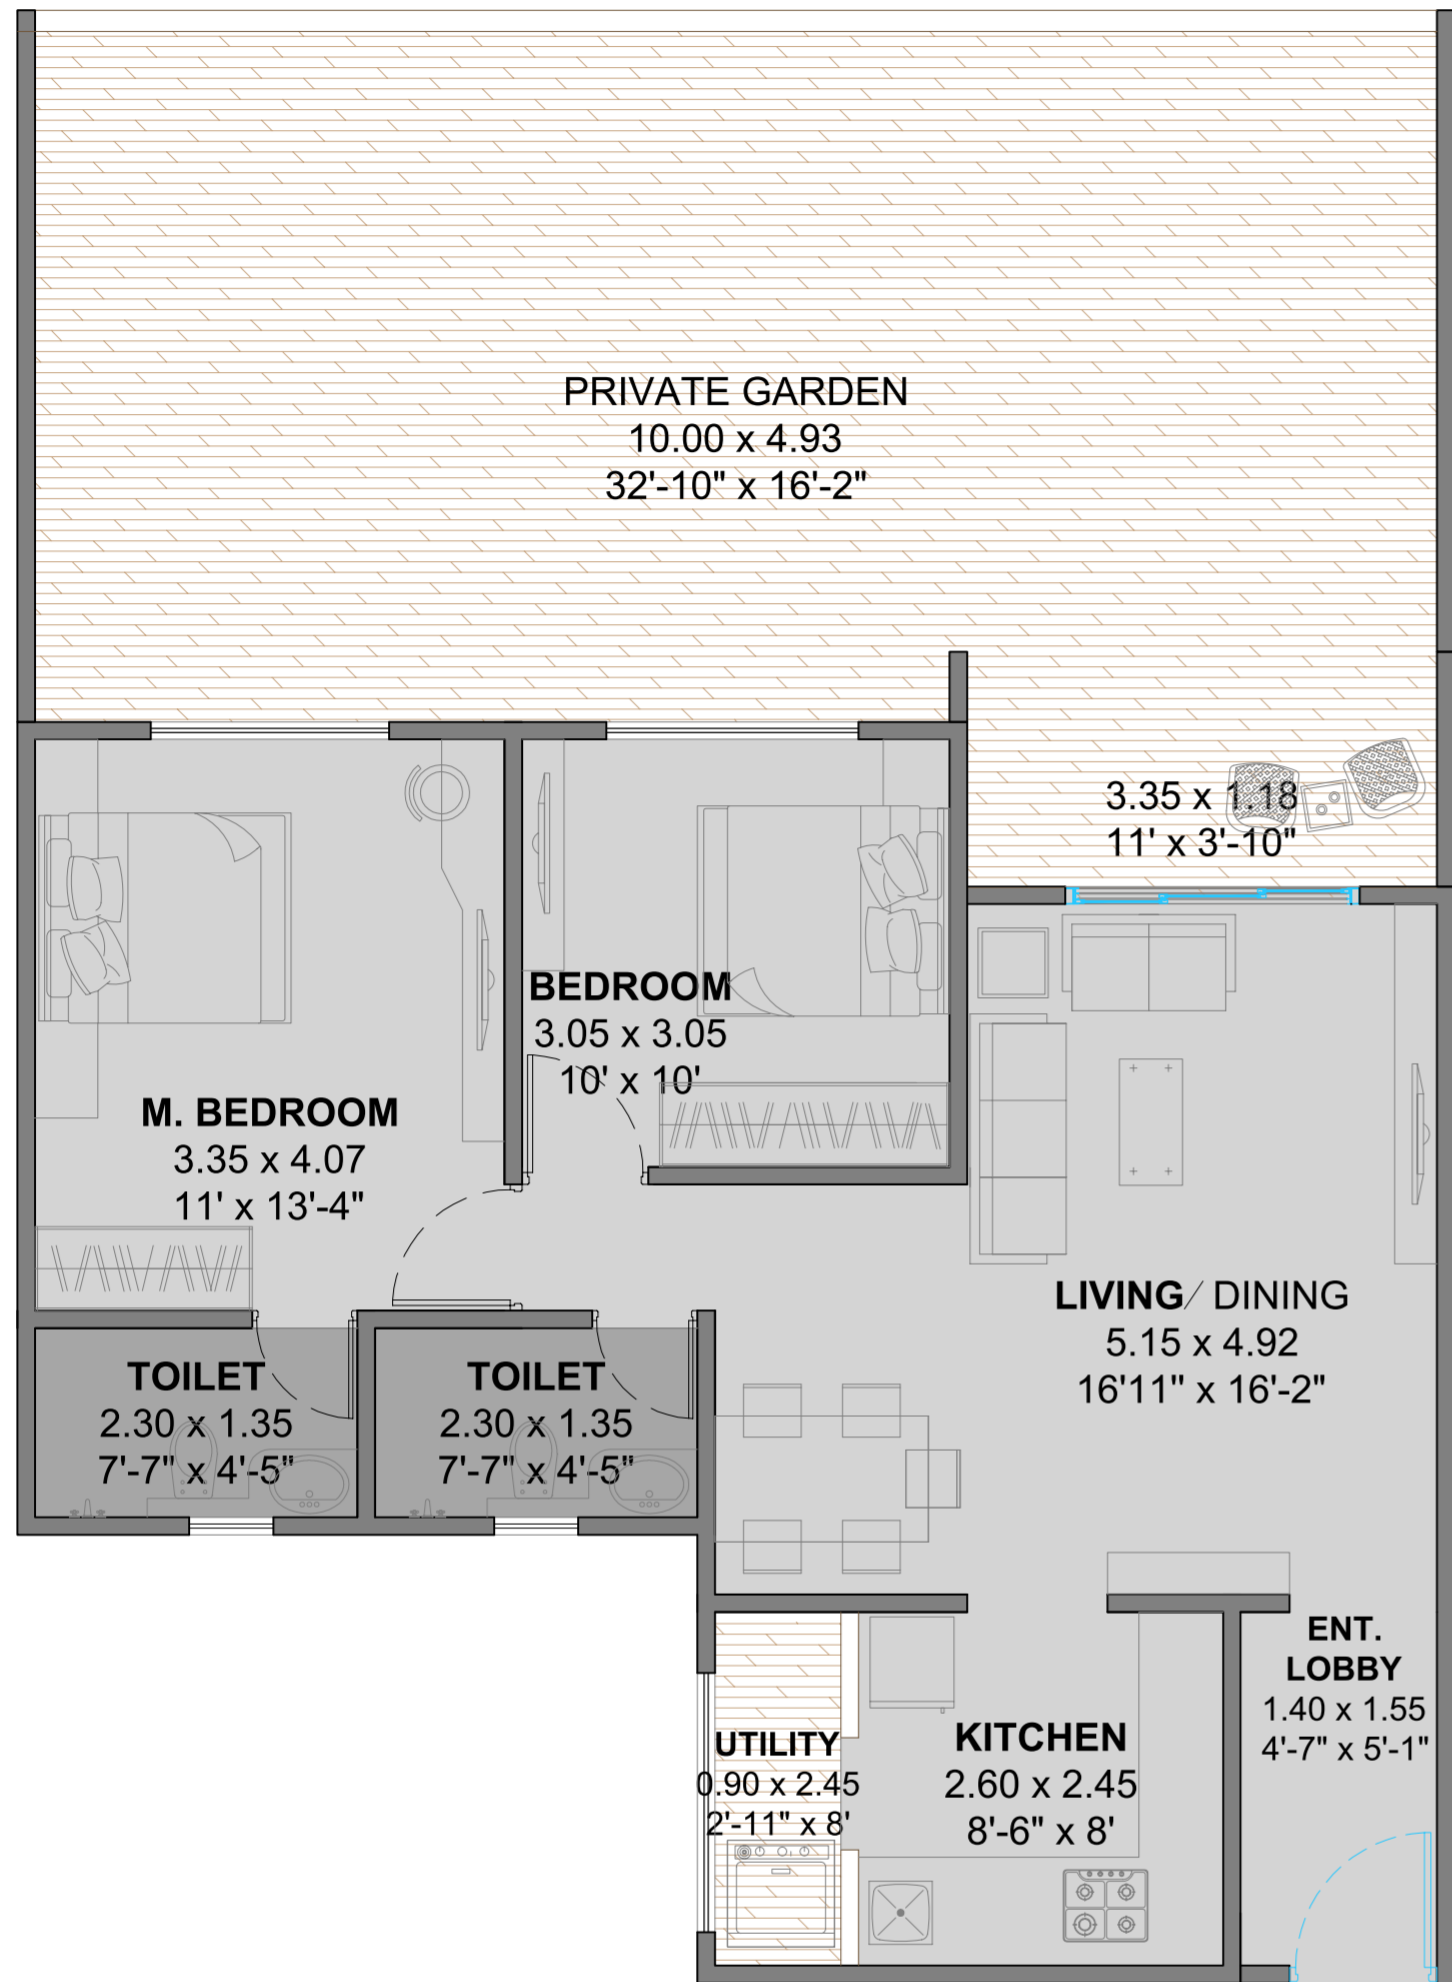 PRIVATE GARDEN
10.00 x 4.93
32'-10" x 16'-2"
3.35 x 1.18
11' x 3'-10"
BEDROOM
3.05 x 3.05
10' x 10'
M. BEDROOM
3.35 x 4.07
11' x 13'-4"
LIVING/ DINING
5.15 x 4.92
16'11" x 16'-2"
TOILET
2.30 x 1.35
7'-7" x 4'-5"
TOILET
2.30 x 1.35
7'-7" x 4'-5"
ENT.
LOBBY
1.40 x 1.55
4'-7" x 5'-1"
UTILITY
0.90 x 2.45
2'-11" x 8'
KITCHEN
2.60 x 2.45
8'-6" x 8'